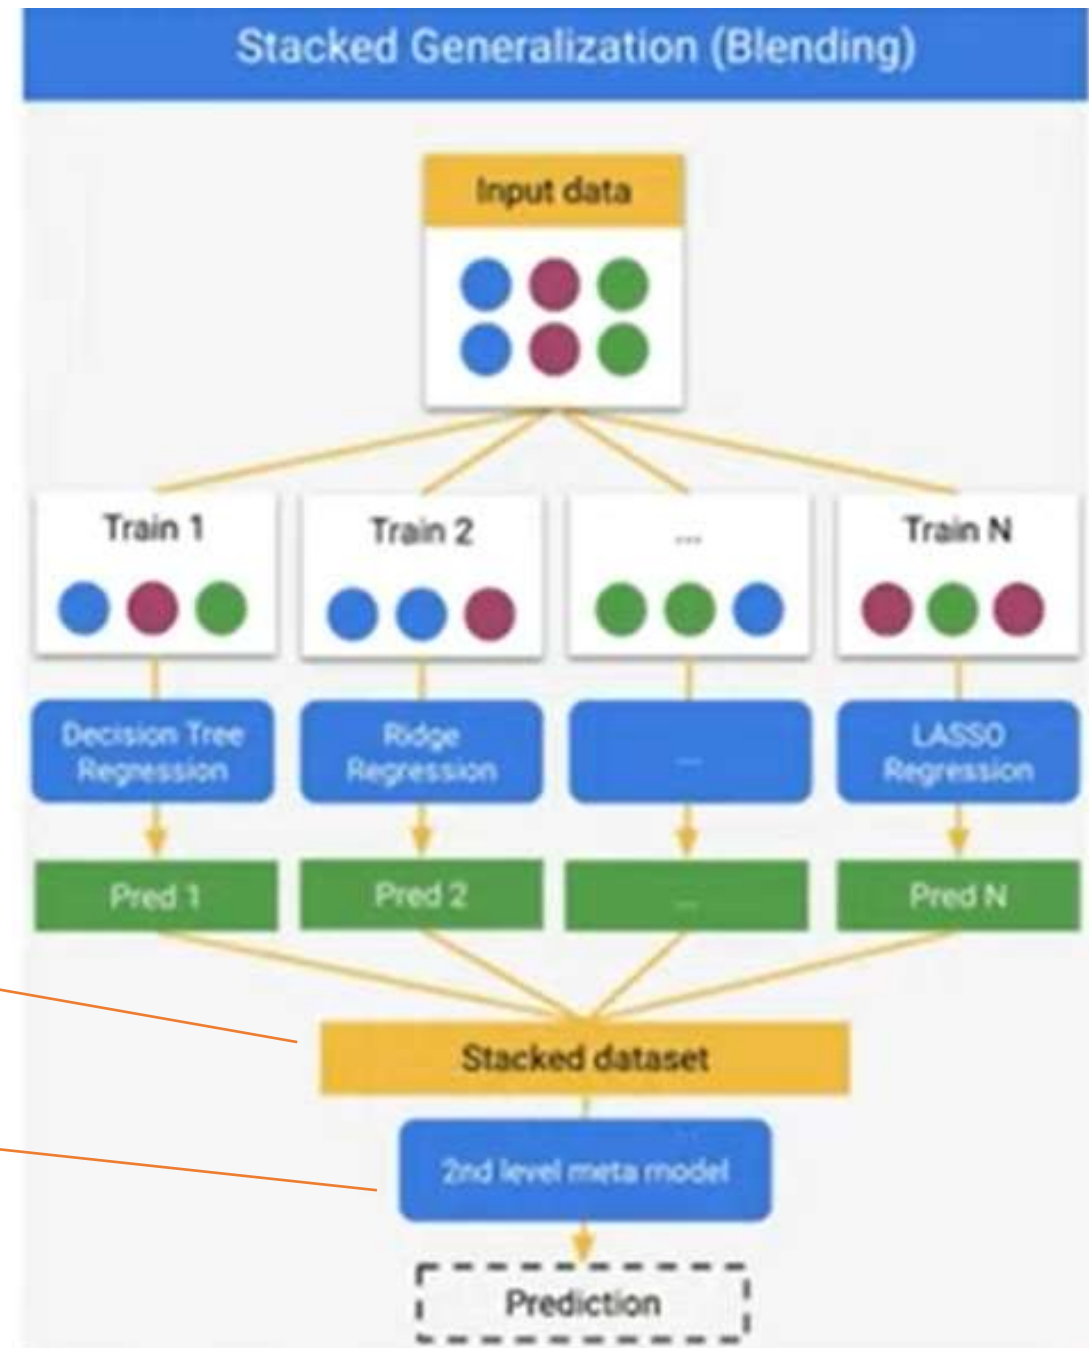 Stacked Generalization (Blending)
Input data
Train 1
Train 2
...
Train N
Decision Tree
Regression
Ridge
Regression
...
LASSO
Regression
Pred 1
Pred 2
...
Pred N
Stacked dataset
2nd level meta model
Prediction